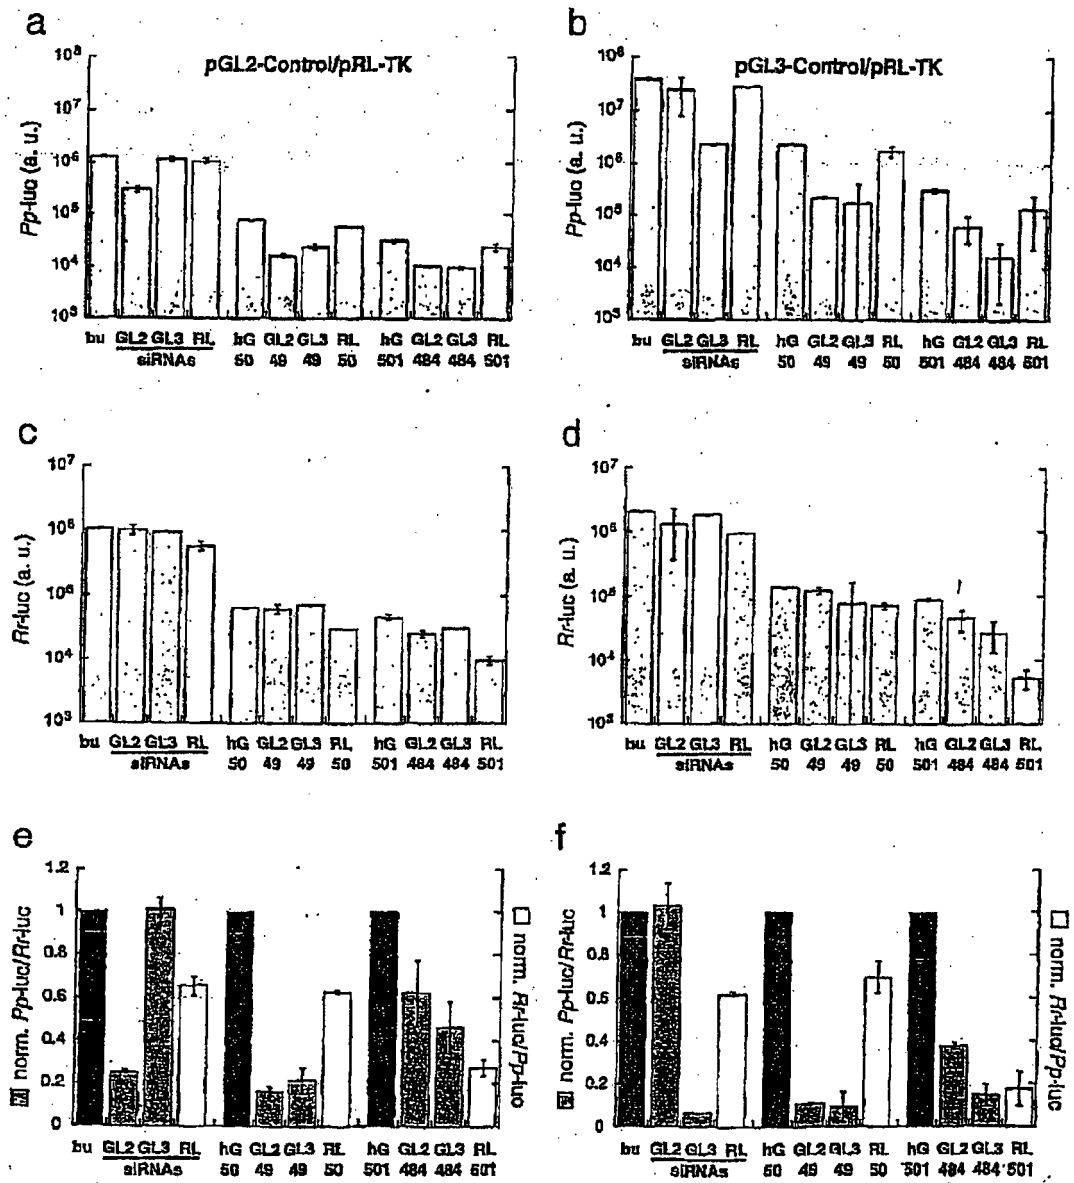 a
pGL2-Control/pRL-TK
Pp-luc (a. u.)
10⁸
10⁷
10⁶
10⁵
10⁴
10³
bu GL2 GL3 RL hG GL2 GL3 RL hG GL2 GL3 RL
siRNAs 50 49 49 50 501 484 484 501
b
pGL3-Control/pRL-TK
Pp-luc (a. u.)
10⁸
10⁷
10⁶
10⁵
10⁴
10³
bu GL2 GL3 RL hG GL2 GL3 RL hG GL2 GL3 RL
siRNAs 50 49 49 50 501 484 484 501
c
Rr-luc (a. u.)
10⁷
10⁶
10⁵
10⁴
10³
bu GL2 GL3 RL hG GL2 GL3 RL hG GL2 GL3 RL
siRNAs 50 49 49 50 501 484 484 501
d
Rr-luc (a. u.)
10⁷
10⁶
10⁵
10⁴
10³
bu GL2 GL3 RL hG GL2 GL3 RL hG GL2 GL3 RL
siRNAs 50 49 49 50 501 484 484 501
e
norm. Pp-luc/Rr-luc
1.2
1
0.8
0.6
0.4
0.2
0
norm. Rr-luc/Pp-luc
bu GL2 GL3 RL hG GL2 GL3 RL hG GL2 GL3 RL
siRNAs 50 49 49 50 501 484 484 501
f
norm. Pp-luc/Rr-luc
1.2
1
0.8
0.6
0.4
0.2
0
norm. Rr-luc/Pp-luc
bu GL2 GL3 RL hG GL2 GL3 RL hG GL2 GL3 RL
siRNAs 50 49 49 50 501 484 484 501